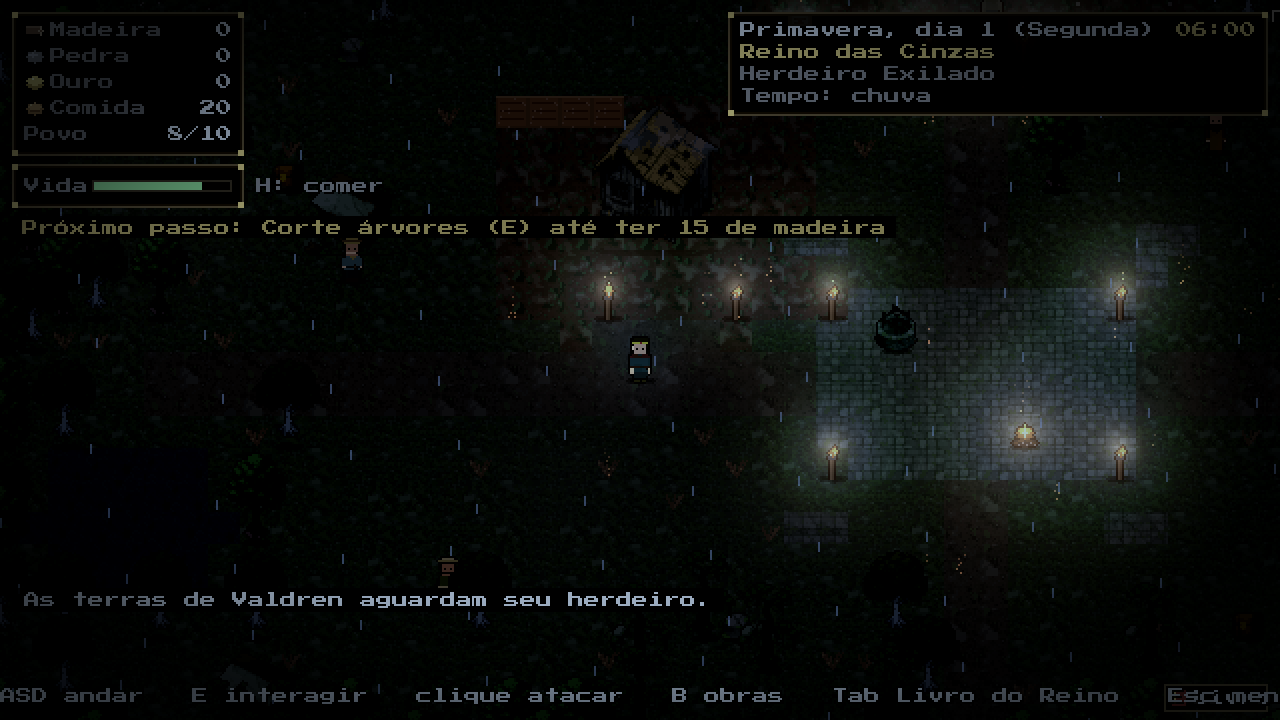 Madeira 0
Pedra 0
Ouro 0
Comida 20
Povo 8/10
Vida
H: comer
Primavera, dia 1 (Segunda) 06:00
Reino das Cinzas
Herdeiro Exilado
Tempo: chuva
Próximo passo: Corte árvores (E) até ter 15 de madeira
As terras de Valdren aguardam seu herdeiro.
ASD andar E interagir clique atacar B obras Tab Livro do Reino